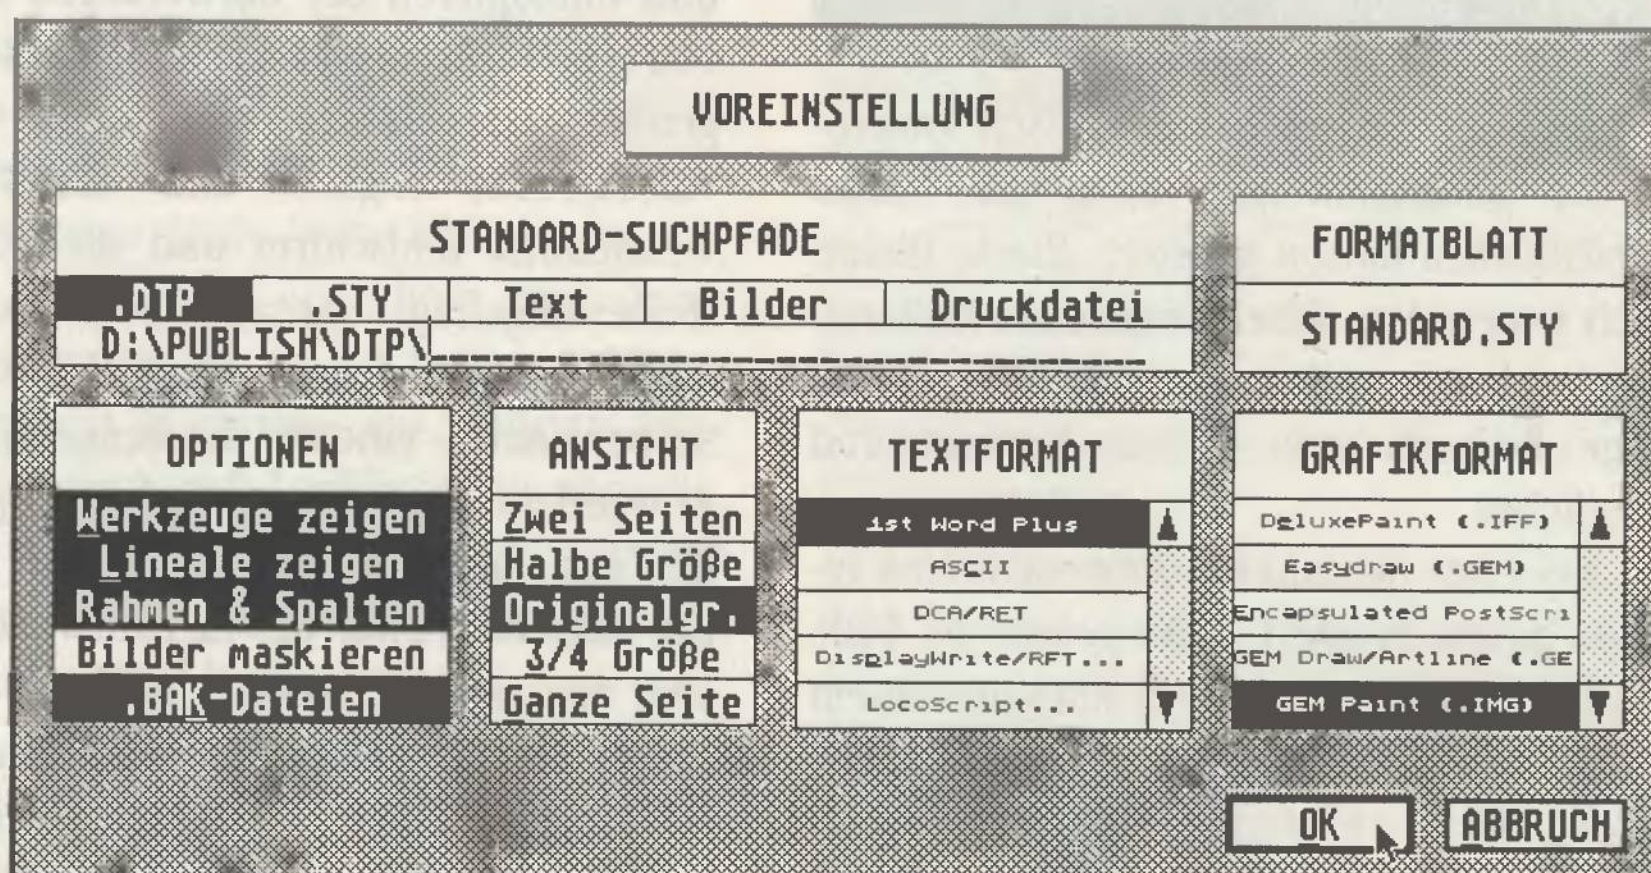 VOREINSTELLUNG
STANDARD-SUCHPFADE
.DTP .STY Text Bilder Druckdatei
D:\PUBLISH\DTP\
FORMATBLATT
STANDARD.STY
OPTIONEN
Werkzeuge zeigen
Lineale zeigen
Rahmen & Spalten
Bilder maskieren
.BAK-Dateien
ANSICHT
Zwei Seiten
Halbe Größe
Originalgr.
3/4 Größe
Ganze Seite
TEXTFORMAT
1st Word Plus
ASCII
DCA/RET
DisplayWrite/RFT...
LocoScript...
GRAFIKFORMAT
DeluxePaint (.IFF)
Easydraw (.GEM)
Encapsulated PostScri
GEM Draw/Artline (.GE
GEM Paint (.IMG)
OK
ABBRUCH